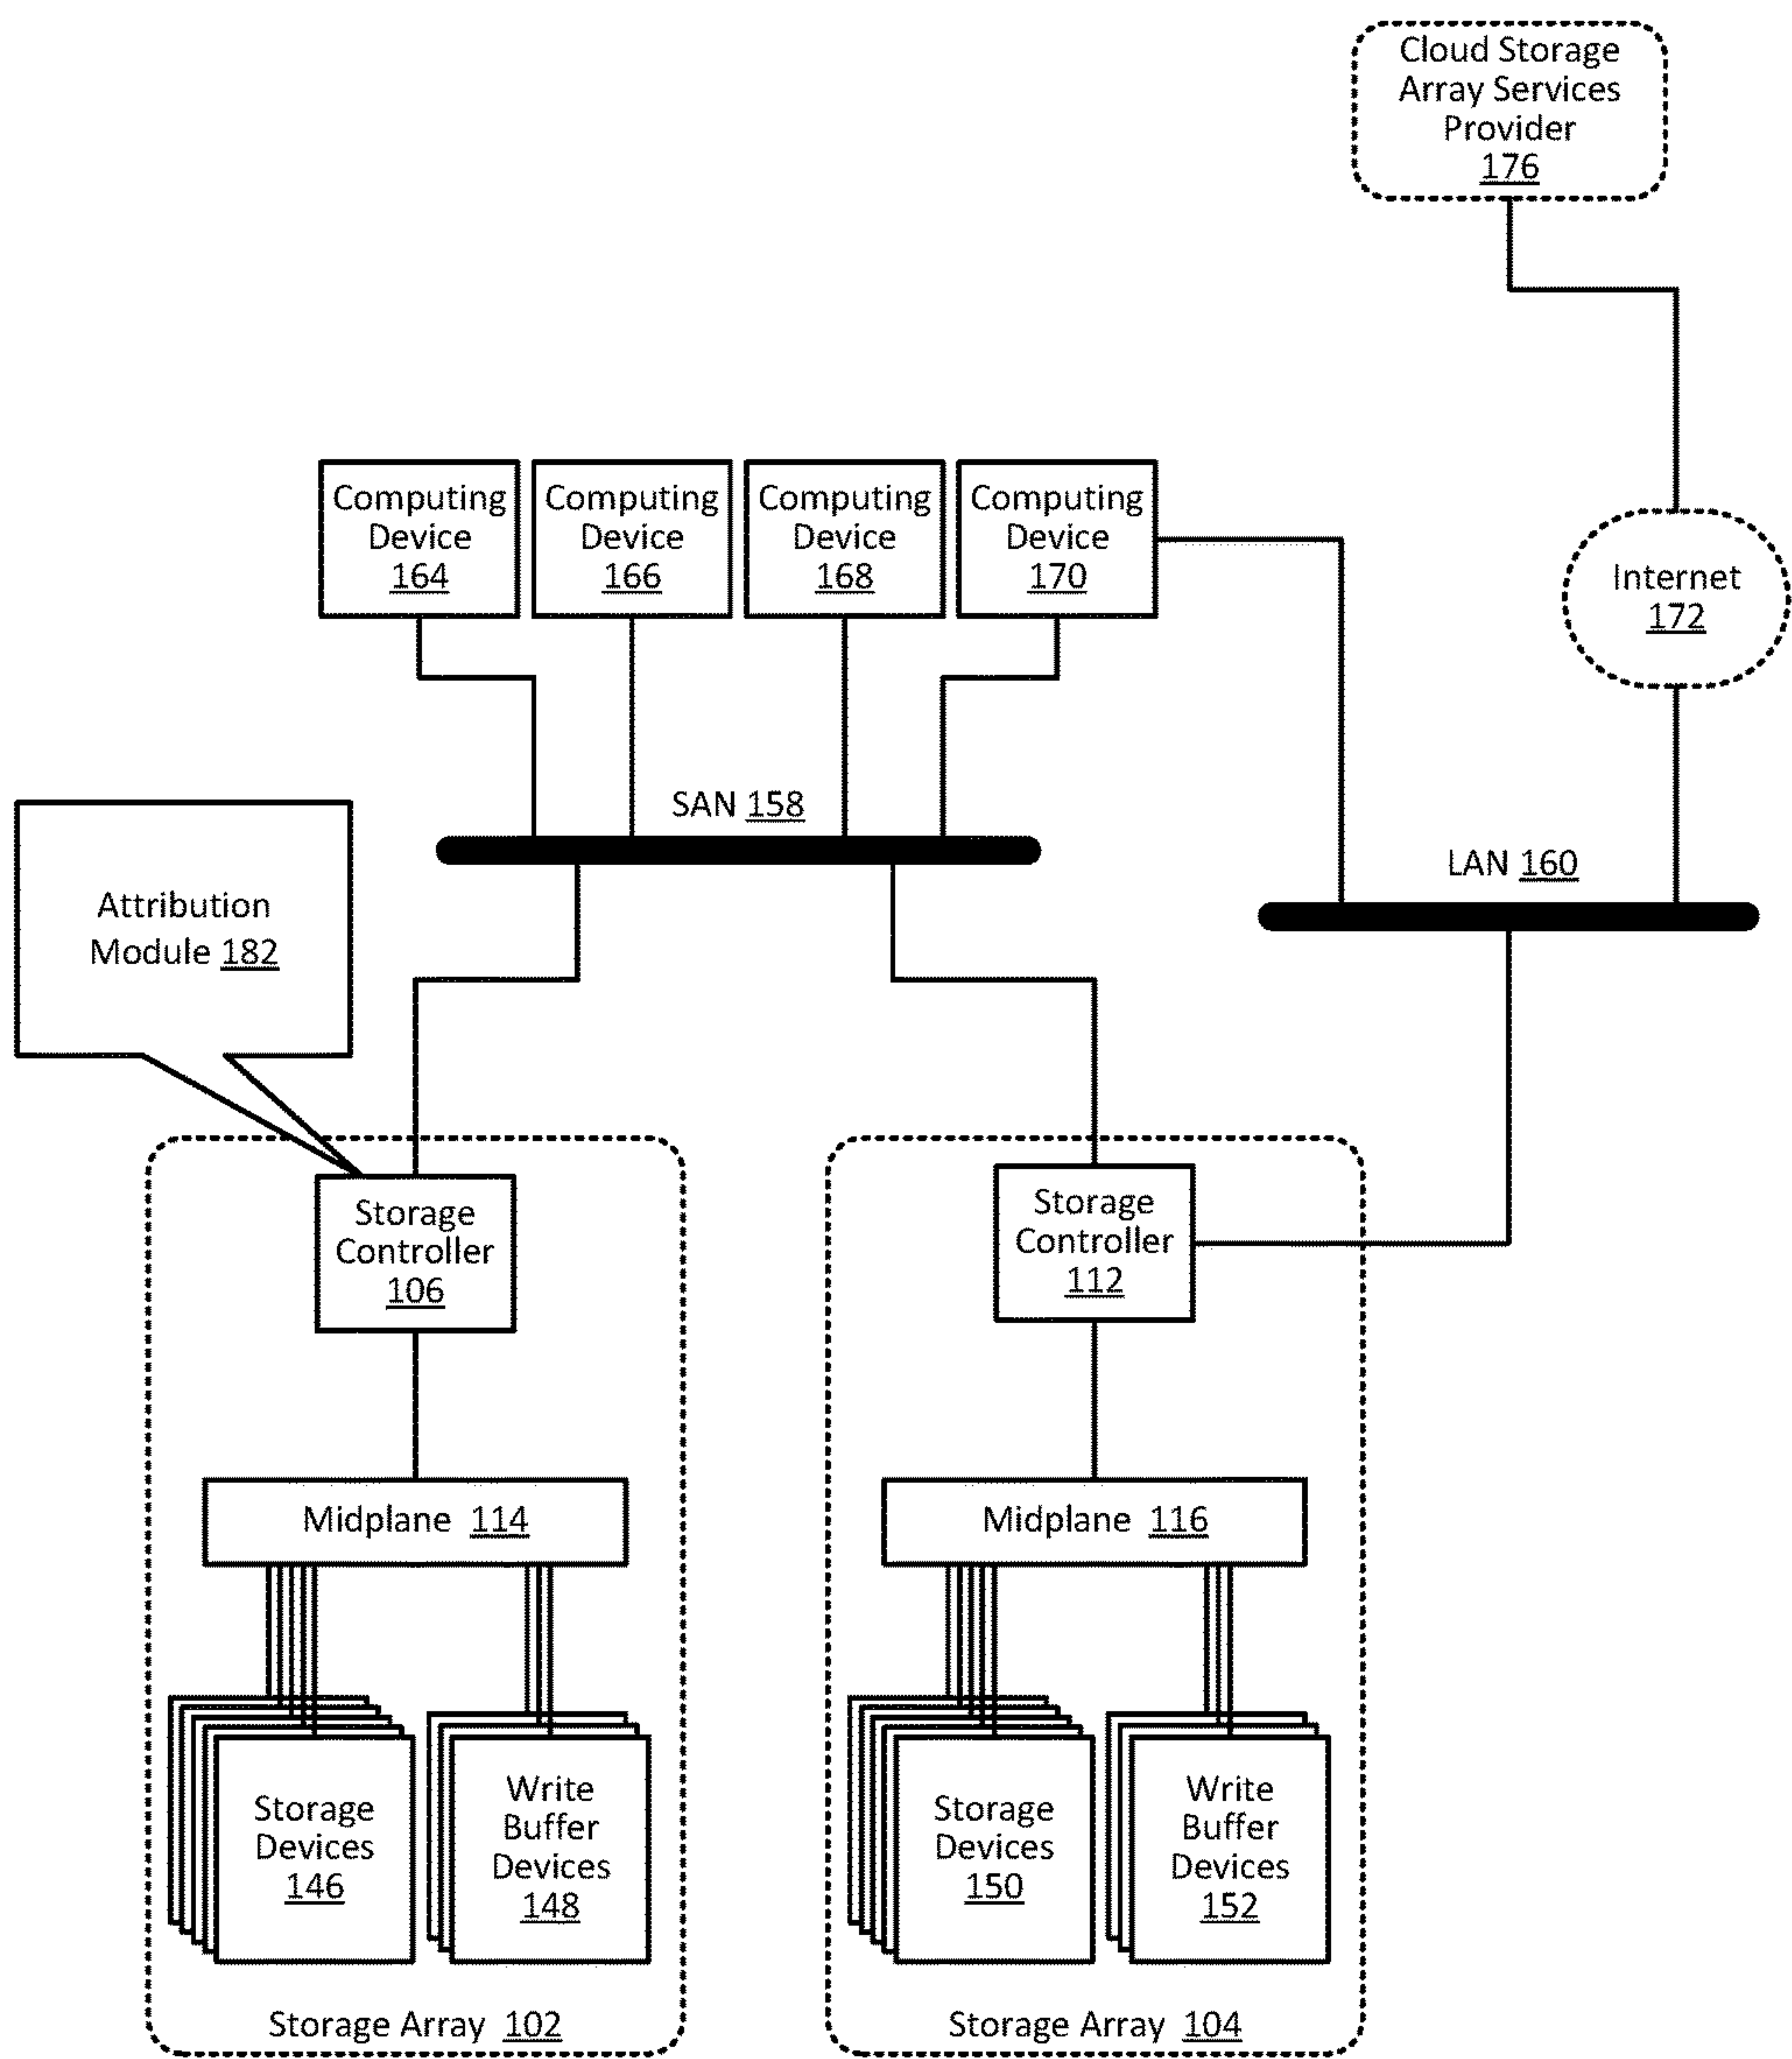 Cloud Storage
Array Services
Provider
176
Computing
Device
164
Computing
Device
166
Computing
Device
168
Computing
Device
170
Internet
172
SAN 158
LAN 160
Attribution
Module 182
Storage
Controller
106
Storage
Controller
112
Midplane 114
Midplane 116
Storage
Devices
146
Write
Buffer
Devices
148
Storage
Devices
150
Write
Buffer
Devices
152
Storage Array 102
Storage Array 104